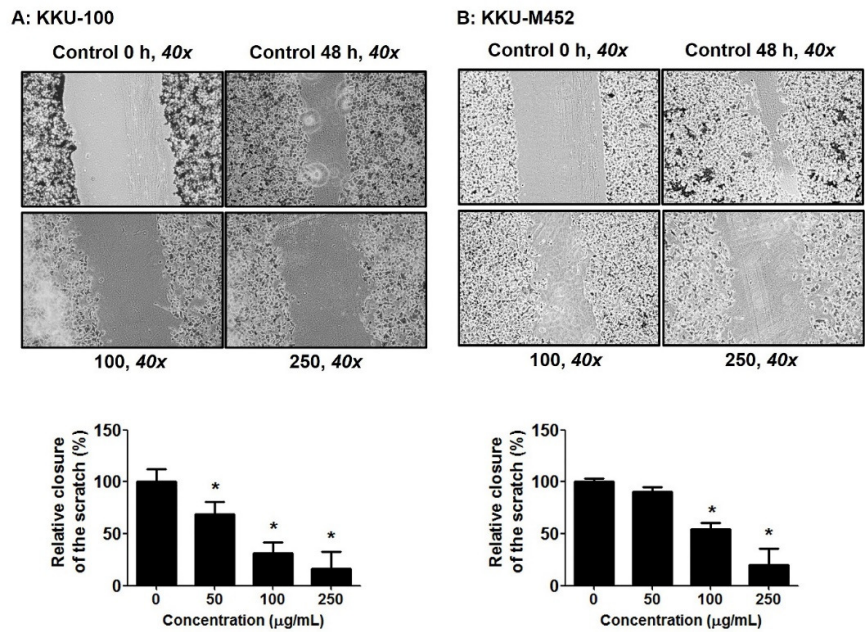 A: KKU-100
Control 0 h, 40x
Control 48 h, 40x
100, 40x
250, 40x
Relative closure
of the scratch (%)
150
100
50
0
*
*
*
0
50
100
250
Concentration (µg/mL)
B: KKU-M452
Control 0 h, 40x
Control 48 h, 40x
100, 40x
250, 40x
Relative closure
of the scratch (%)
150
100
50
0
*
*
0
50
100
250
Concentration (µg/mL)